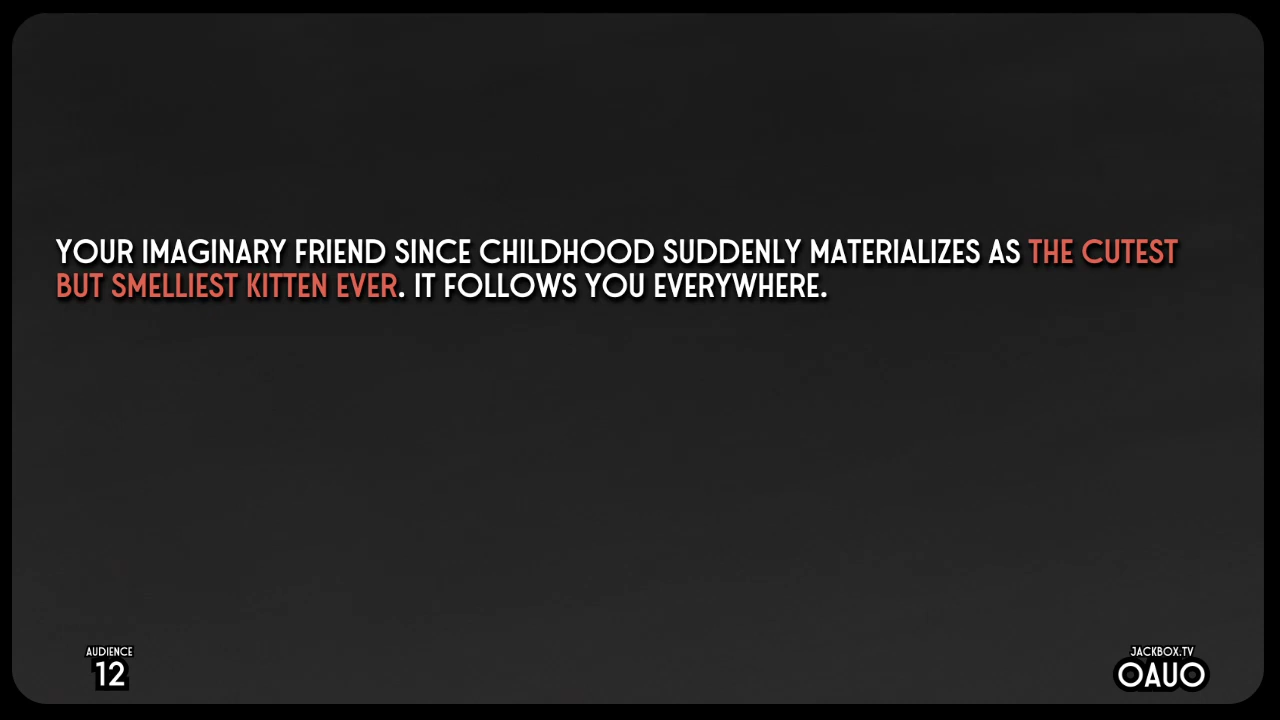 YOUR IMAGINARY FRIEND SINCE CHILDHOOD SUDDENLY MATERIALIZES AS THE CUTEST
BUT SMELLIEST KITTEN EVER. IT FOLLOWS YOU EVERYWHERE.
AUDIENCE
12
JACKBOX.TV
OAUO